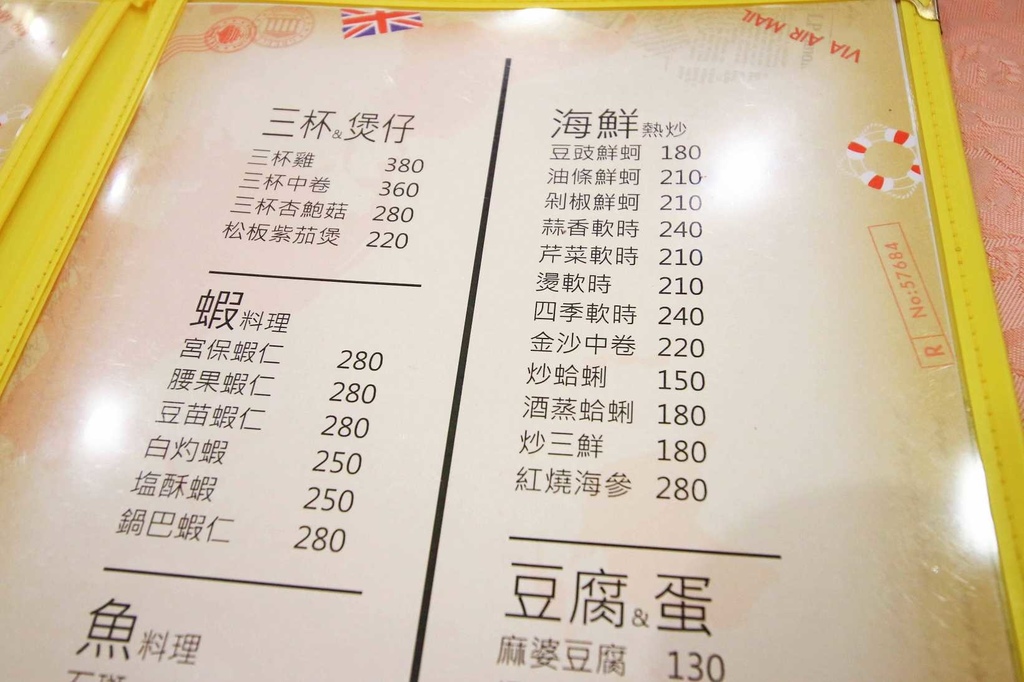 VIA AIR MAIL
三杯&煲仔
三杯雞 380
三杯中卷 360
三杯杏鮑菇 280
松板紫茄煲 220
蝦料理
宮保蝦仁 280
腰果蝦仁 280
豆苗蝦仁 280
白灼蝦 250
塩酥蝦 250
鍋巴蝦仁 280
魚料理
海鮮熱炒
豆豉鮮蚵 180
油條鮮蚵 210
剁椒鮮蚵 210
蒜香軟時 240
芹菜軟時 210
燙軟時 210
四季軟時 240
金沙中卷 220
炒蛤蜊 150
酒蒸蛤蜊 180
炒三鮮 180
紅燒海參 280
豆腐&蛋
麻婆豆腐 130
R No:57684